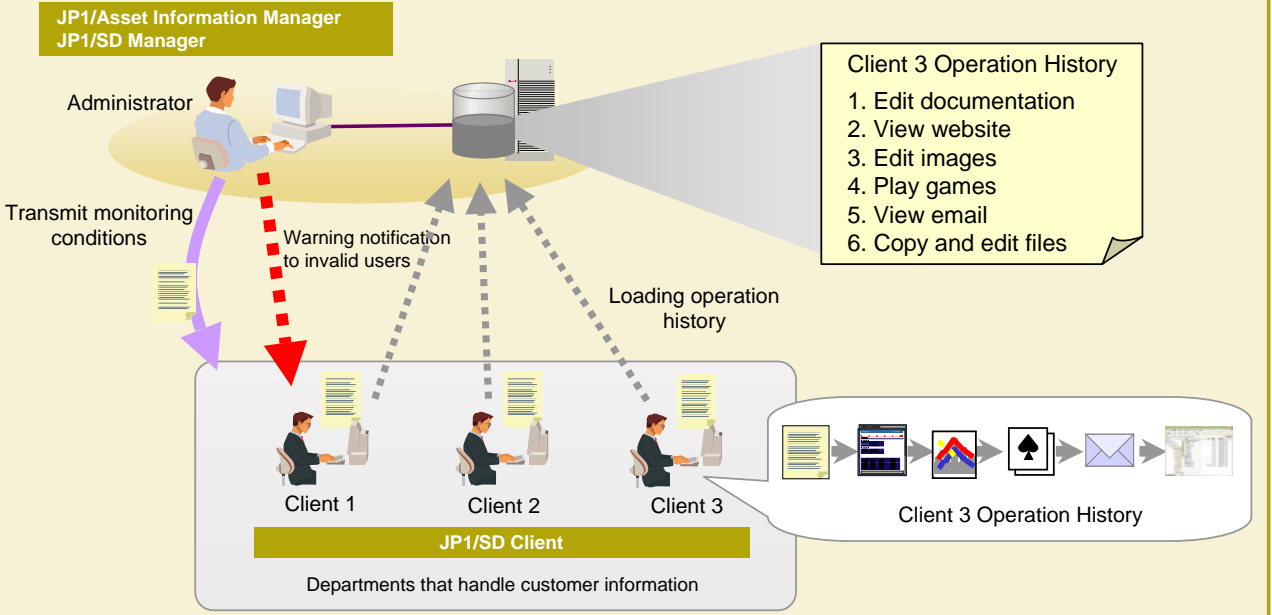 JP1/Asset Information Manager
JP1/SD Manager
Administrator
Client 3 Operation History
1. Edit documentation
2. View website
3. Edit images
4. Play games
5. View email
6. Copy and edit files
Transmit monitoring
conditions
Warning notification
to invalid users
Loading operation
history
Client 1
Client 2
Client 3
Client 3 Operation History
JP1/SD Client
Departments that handle customer information